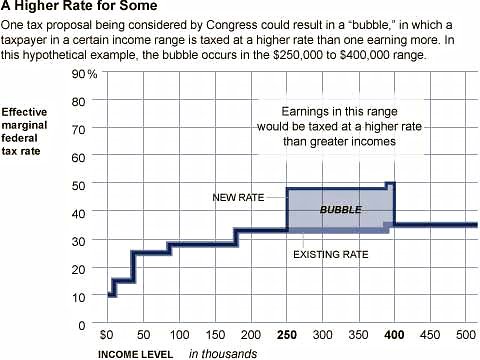 A Higher Rate for Some
One tax proposal being considered by Congress could result in a “bubble,” in which a
taxpayer in a certain income range is taxed at a higher rate than one earning more. In
this hypothetical example, the bubble occurs in the $250,000 to $400,000 range.
90%
80
70
60
50
40
30
20
10
0
Effective
marginal
federal
tax rate
Earnings in this range
would be taxed at a higher rate
than greater incomes
NEW RATE
BUBBLE
EXISTING RATE
$0 50 100 150 200 250 300 350 400 450 500
INCOME LEVEL in thousands